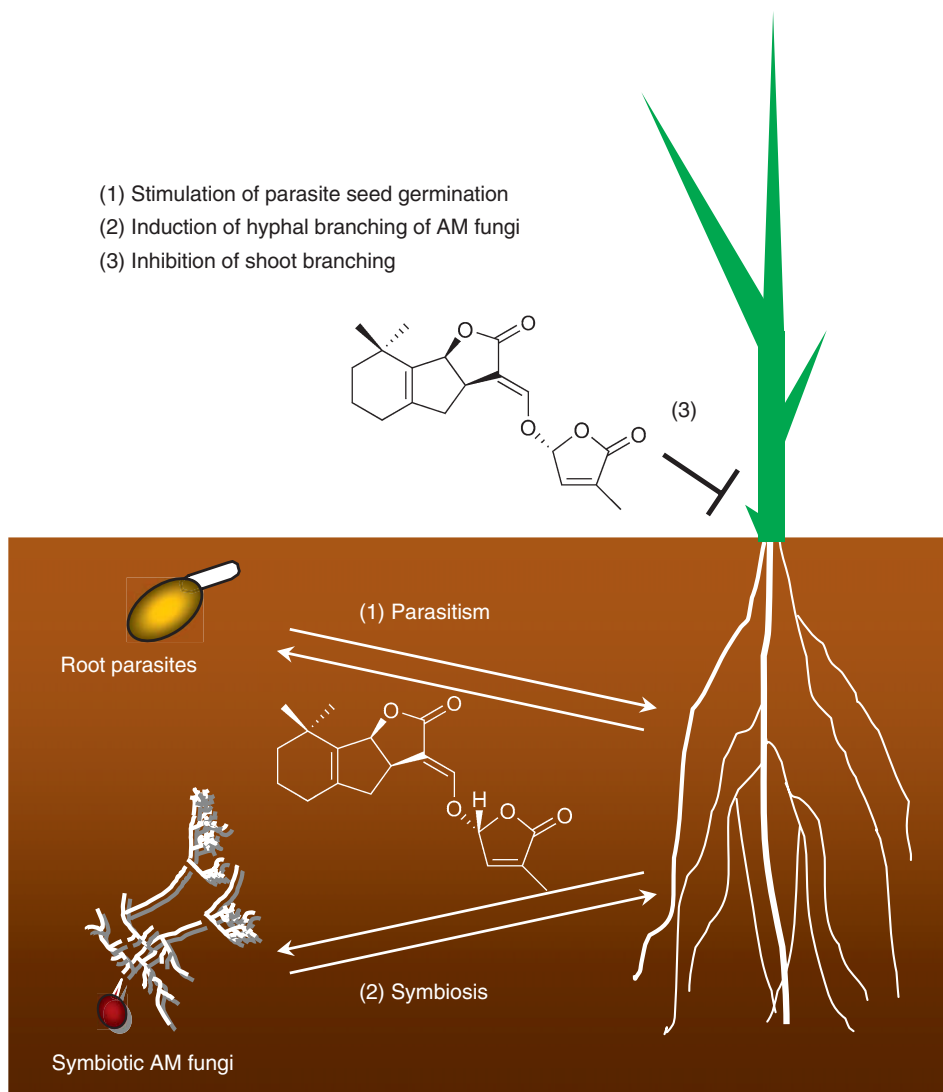 (1) Stimulation of parasite seed germination
(2) Induction of hyphal branching of AM fungi
(3) Inhibition of shoot branching
O
O
O
O
O
(3)
(1) Parasitism
Root parasites
O
O
O
H
O
O
(2) Symbiosis
Symbiotic AM fungi